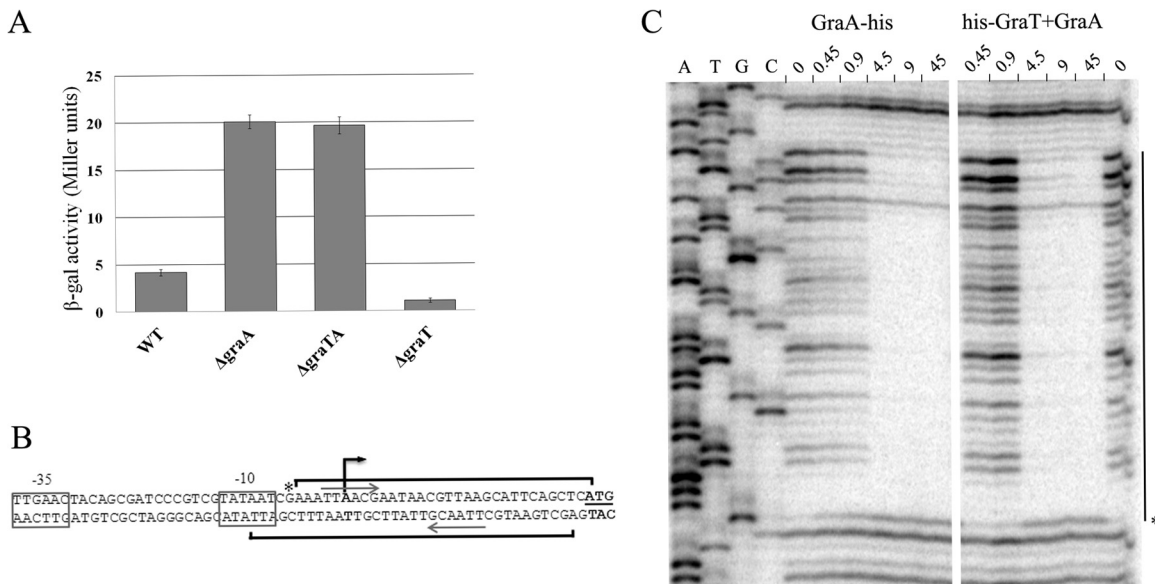 A
β-gal activity (Miller units)
25
20
15
10
5
0
WT
ΔgraA
ΔgraTA
ΔgraT
B
-35
-10
*
TTGAACTACAGCGATCCCGTCGTATAATCGAAATTAACGAATAACGTTAAGCATTCAGCTCATG
AACTTGATGTCGCTAGGGCAGCATATTAGCTTTAATTGCTTATTGCAATTCGTAAGTCGAGTAC
C
GraA-his
his-GraT+GraA
A T G C 0 0.45 0.9 4.5 9 45
0.45 0.9 4.5 9 45 0
*